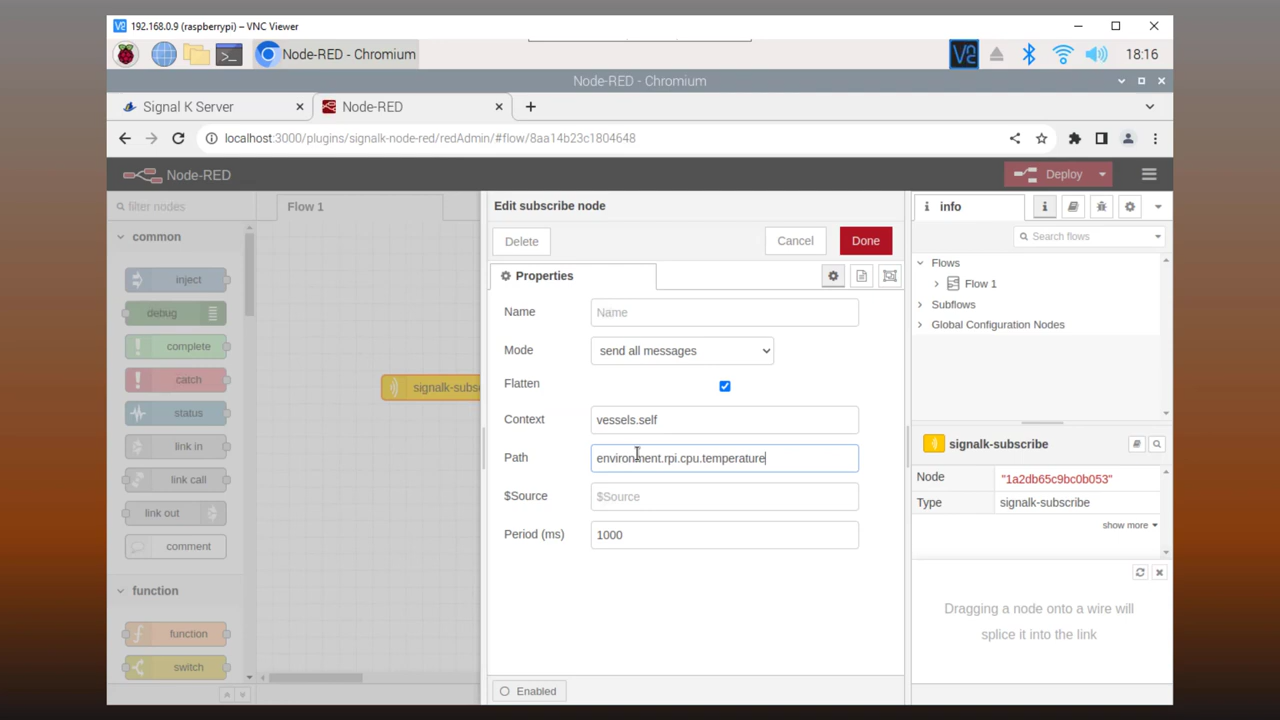 192.168.0.9 (raspberrypi) – VNC Viewer
Node-RED - Chromium
18:16
Node-RED - Chromium
Signal K Server
Node-RED
localhost:3000/plugins/signalk-node-red/redAdmin/#flow/8aa14b23c1804648
Node-RED
Deploy
filter nodes
Flow 1
Edit subscribe node
info
common
Delete
Cancel
Done
Search flows
Properties
Flows
inject
Flow 1
debug
Name
Name
Subflows
complete
Mode
send all messages
Global Configuration Nodes
catch
Flatten
signalk-subsc
status
Context
vessels.self
link in
Path
environment.rpi.cpu.temperature
signalk-subscribe
link call
$Source
$Source
Node
"1a2db65c9bc0b053"
Type
signalk-subscribe
link out
Period (ms)
1000
show more
comment
function
Dragging a node onto a wire will
splice it into the link
function
switch
Enabled